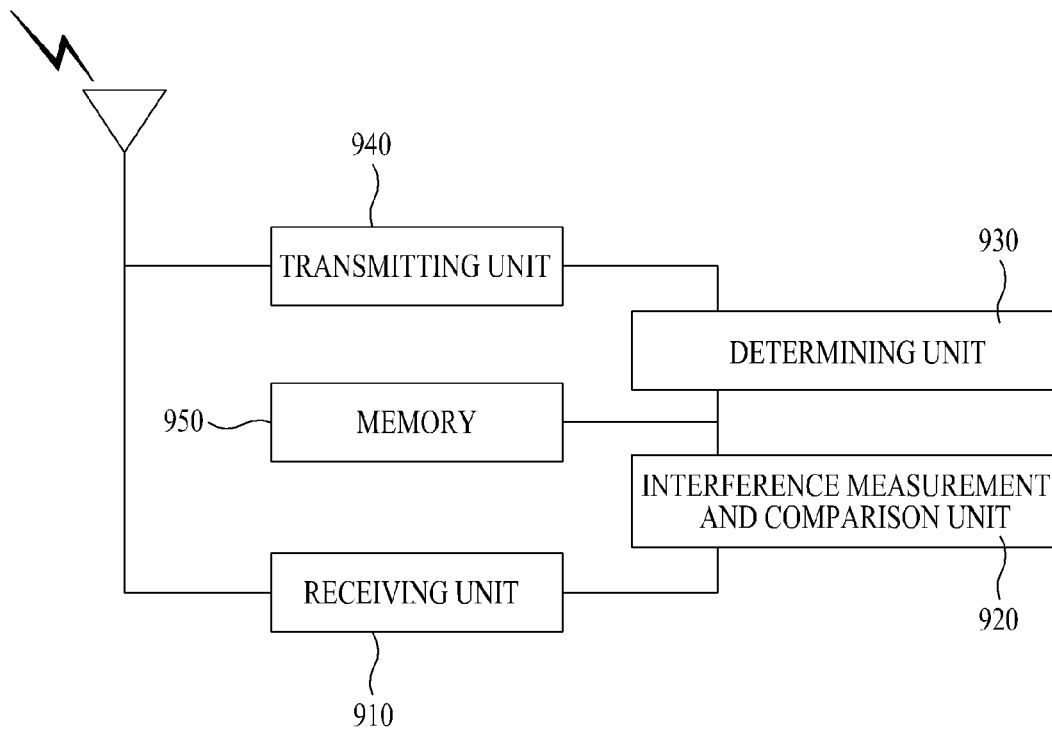 940
TRANSMITTING UNIT
930
DETERMINING UNIT
950
MEMORY
INTERFERENCE MEASUREMENT
AND COMPARISON UNIT
RECEIVING UNIT
920
910